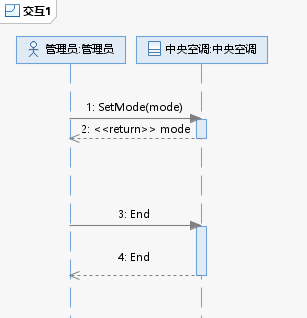 交互1
管理员:管理员
中央空调:中央空调
1: SetMode(mode)
2: <<return>> mode
3: End
4: End